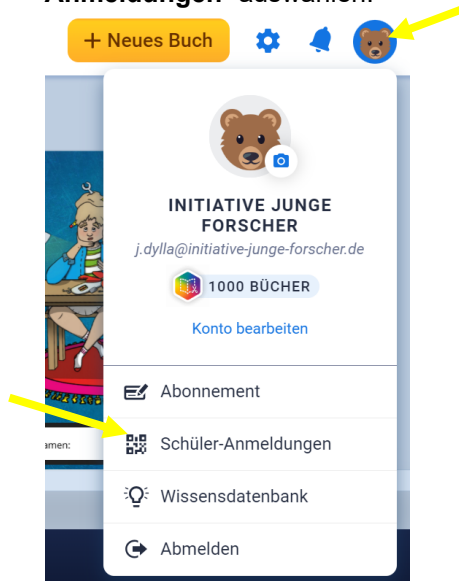 Anmeldungen" auswählen.
+ Neues Buch
INITIATIVE JUNGE
FORSCHER
j.dylla@initiative-junge-forscher.de
1000 BÜCHER
Konto bearbeiten
Abonnement
amen:
Schüler-Anmeldungen
Wissensdatenbank
Abmelden